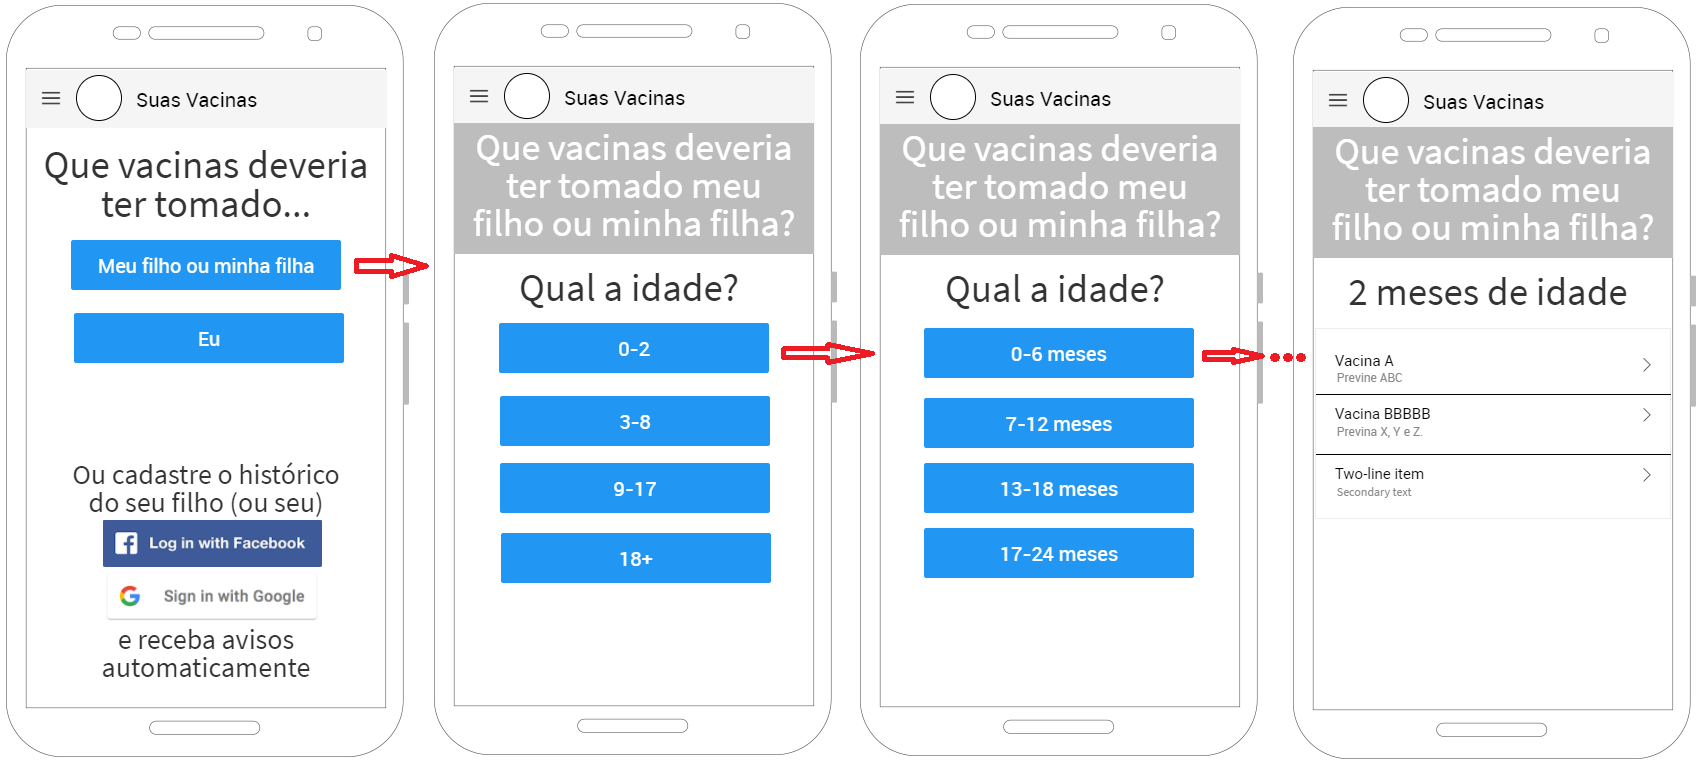 Suas Vacinas
Que vacinas deveria
ter tomado...
Meu filho ou minha filha
Eu
Ou cadastre o histórico
do seu filho (ou seu)
Log in with Facebook
Sign in with Google
e receba avisos
automaticamente
Suas Vacinas
Que vacinas deveria
ter tomado meu
filho ou minha filha?
Qual a idade?
0-2
3-8
9-17
18+
Suas Vacinas
Que vacinas deveria
ter tomado meu
filho ou minha filha?
Qual a idade?
0-6 meses
7-12 meses
13-18 meses
17-24 meses
Suas Vacinas
Que vacinas deveria
ter tomado meu
filho ou minha filha?
2 meses de idade
Vacina A
Previne ABC
Vacina BBBBB
Previna X, Y e Z.
Two-line item
Secondary text